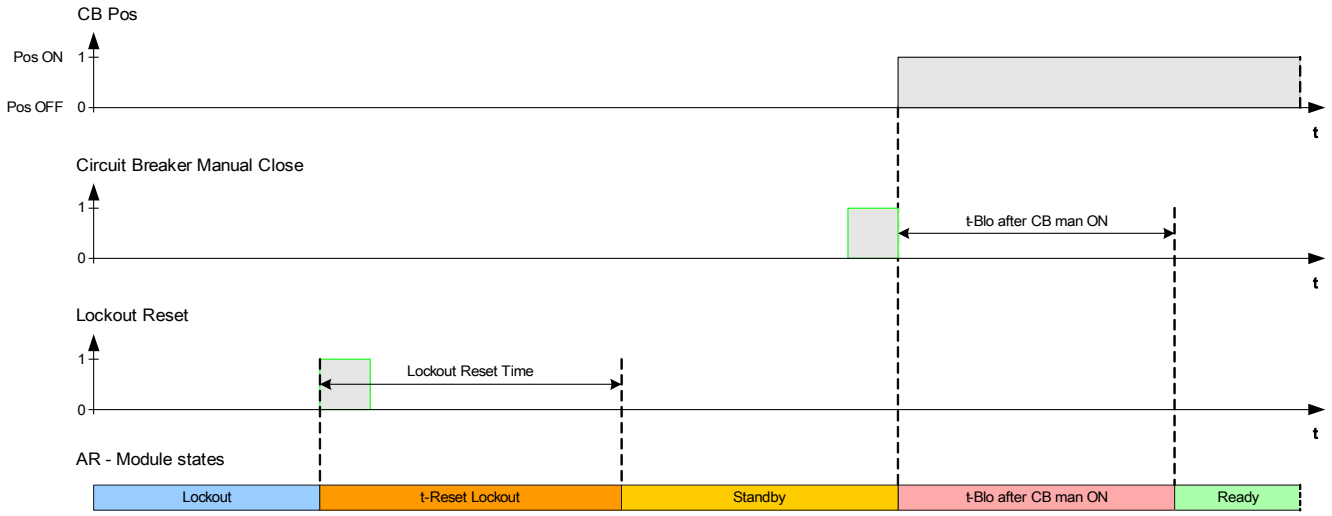 CB Pos
Pos ON 1
Pos OFF 0
t
Circuit Breaker Manual Close
1
t-Blo after CB man ON
0
t
Lockout Reset
1
Lockout Reset Time
0
t
AR - Module states
Lockout t-Reset Lockout Standby t-Blo after CB man ON Ready